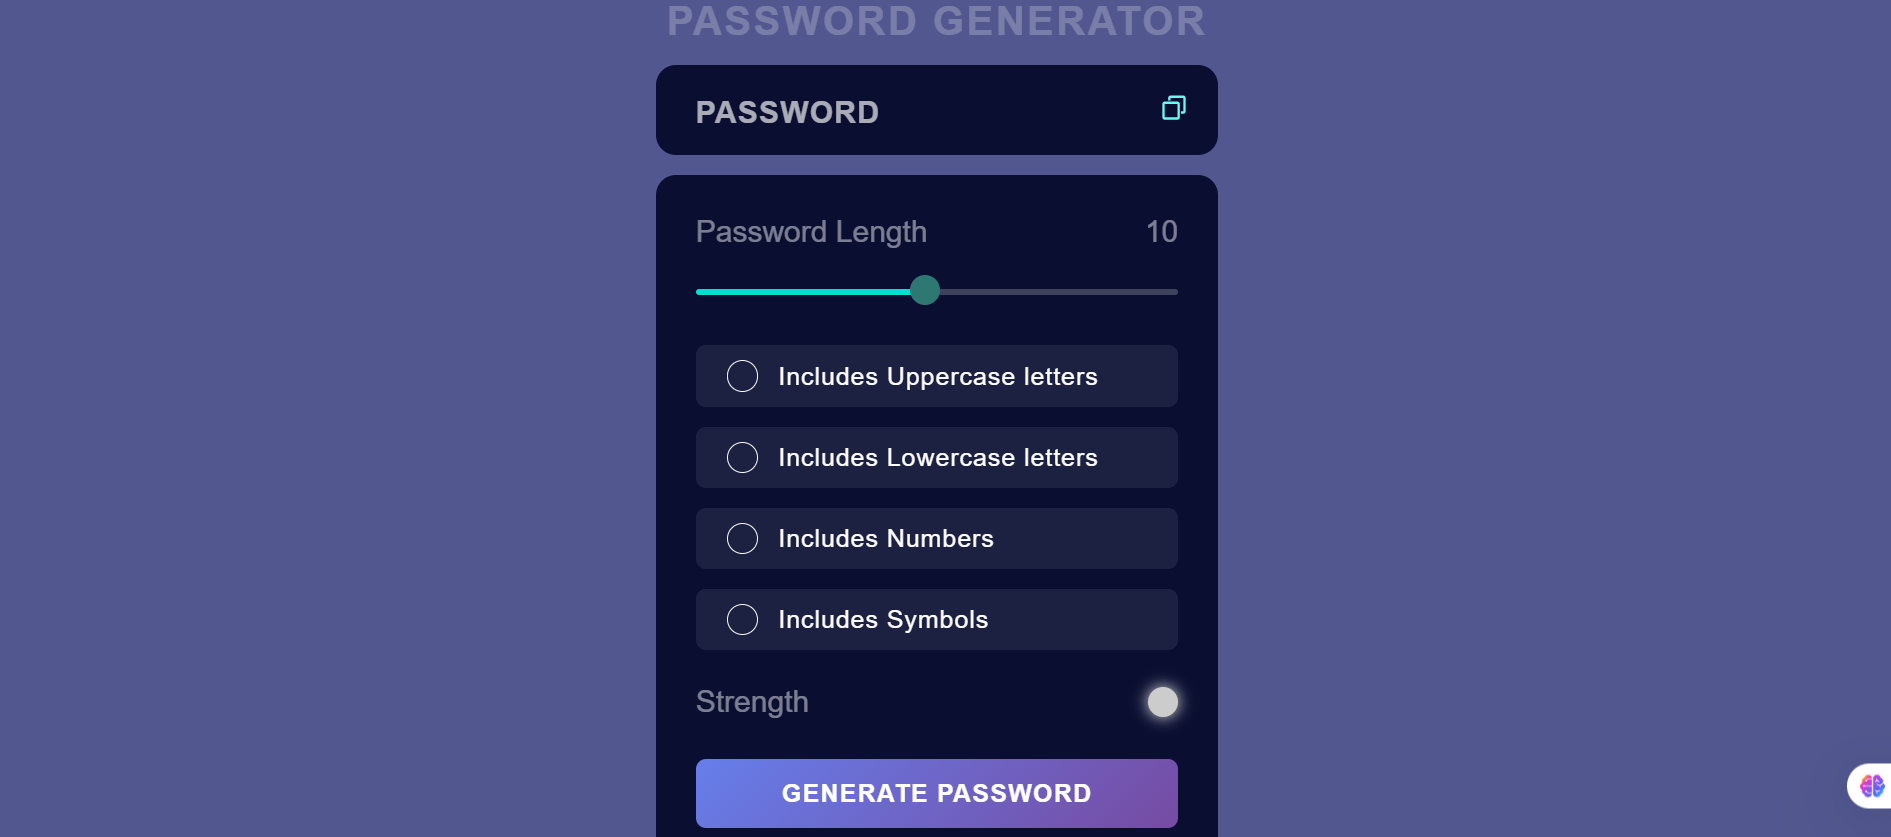 PASSWORD GENERATOR
PASSWORD
Password Length 10
Includes Uppercase letters
Includes Lowercase letters
Includes Numbers
Includes Symbols
Strength
GENERATE PASSWORD